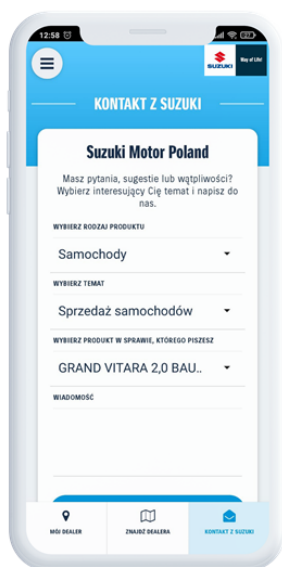 12:58
27
SUZUKI
Way of Life!
KONTAKT Z SUZUKI
Suzuki Motor Poland
Masz pytania, sugestie lub wątpliwości?
Wybierz interesujący Cię temat i napisz do
nas.
WYBIERZ RODZAJ PRODUKTU
Samochody
WYBIERZ TEMAT
Sprzedaż samochodów
WYBIERZ PRODUKT W SPRAWIE, KTÓREGO PISZESZ
GRAND VITARA 2,0 BAU..
WIADOMOŚĆ
MÓJ DEALER
ZNAJDŹ DEALERA
KONTAKT Z SUZUKI